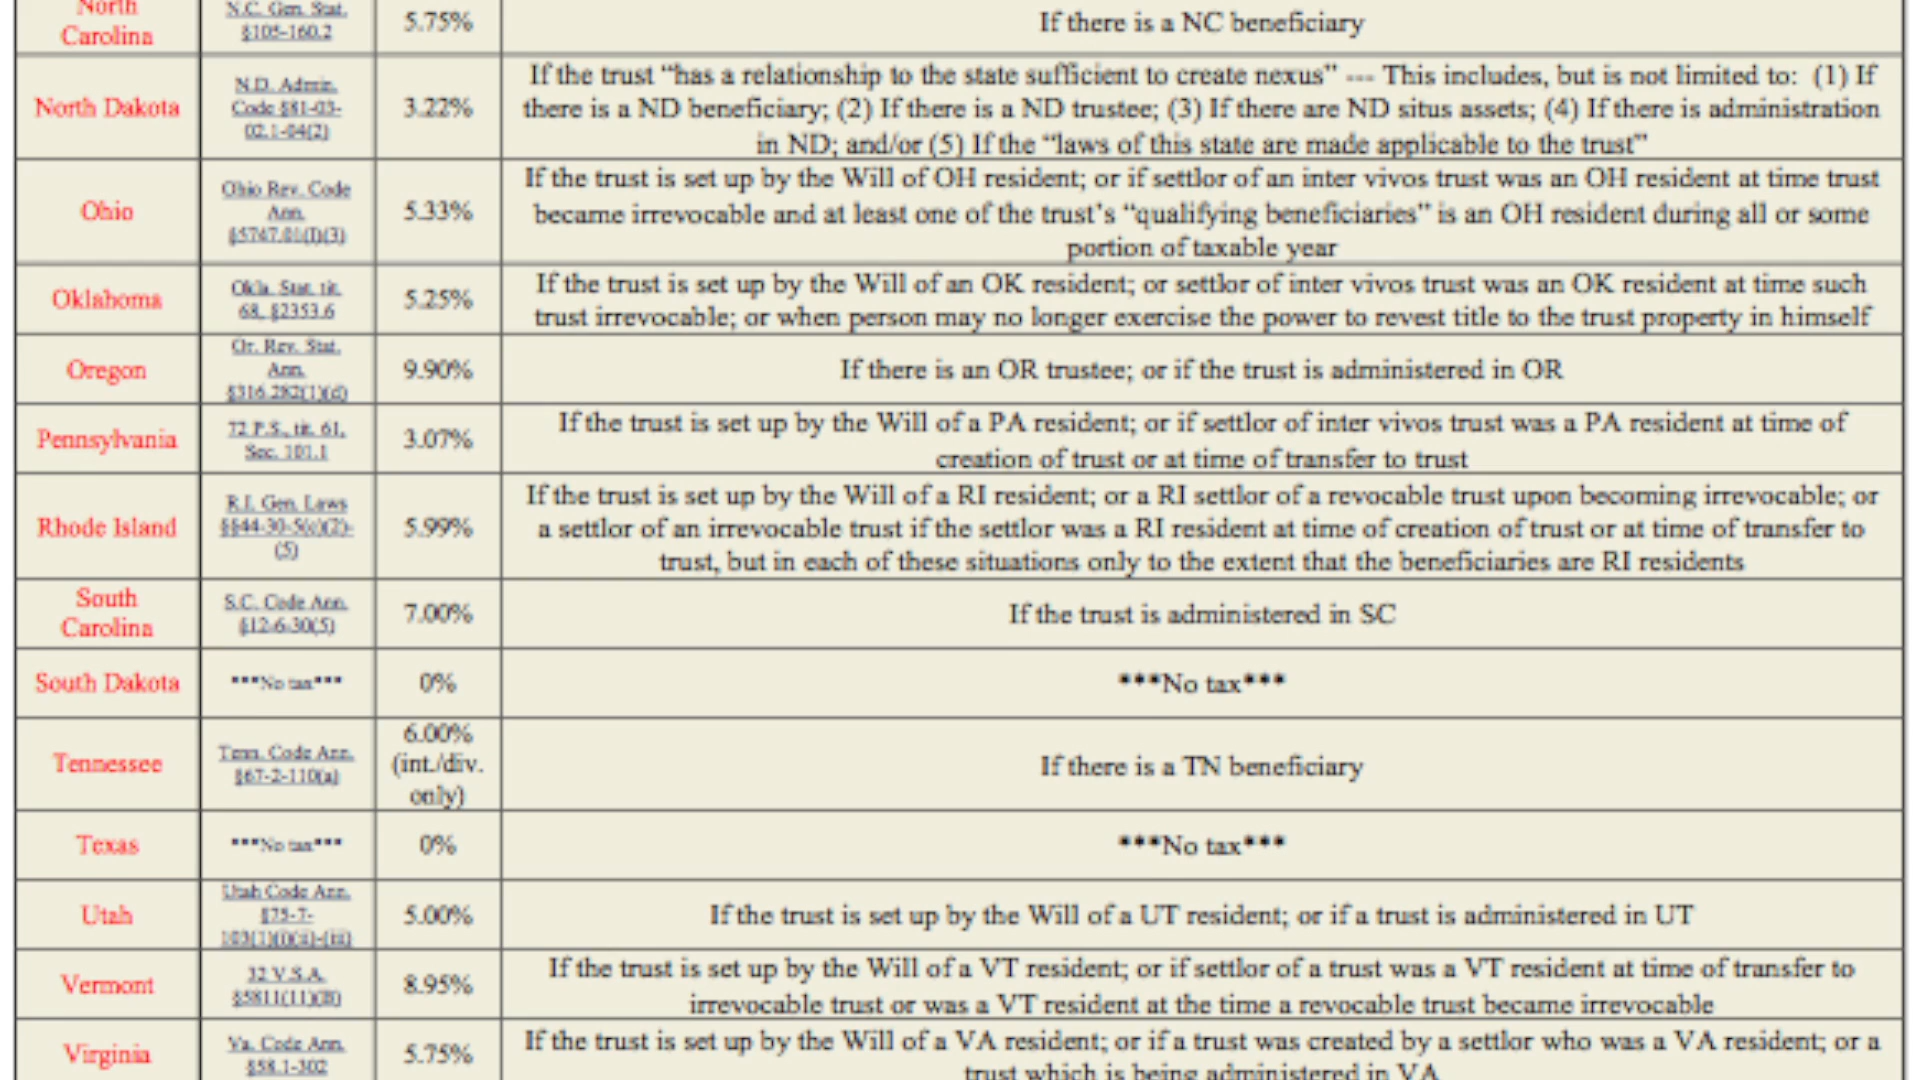 North
Carolina
N.C. Gen. Stat.
§105-160.2
5.75%
If there is a NC beneficiary
North Dakota
N.D. Admin.
Code §81-03-
02.1-04(2)
3.22%
If the trust “has a relationship to the state sufficient to create nexus” --- This includes, but is not limited to: (1) If
there is a ND beneficiary; (2) If there is a ND trustee; (3) If there are ND situs assets; (4) If there is administration
in ND; and/or (5) If the “laws of this state are made applicable to the trust”
Ohio
Ohio Rev. Code
Ann.
§5747.01(I)(3)
5.33%
If the trust is set up by the Will of OH resident; or if settlor of an inter vivos trust was an OH resident at time trust
became irrevocable and at least one of the trust’s “qualifying beneficiaries” is an OH resident during all or some
portion of taxable year
Oklahoma
Okla. Stat. tit.
68, §2353.6
5.25%
If the trust is set up by the Will of an OK resident; or settlor of inter vivos trust was an OK resident at time such
trust irrevocable; or when person may no longer exercise the power to revest title to the trust property in himself
Oregon
Or. Rev. Stat.
Ann.
§316.282(1)(d)
9.90%
If there is an OR trustee; or if the trust is administered in OR
Pennsylvania
72 P.S., tit. 61,
Sec. 101.1
3.07%
If the trust is set up by the Will of a PA resident; or if settlor of inter vivos trust was a PA resident at time of
creation of trust or at time of transfer to trust
Rhode Island
R.I. Gen. Laws
§§44-30-5(c)(2)-
(5)
5.99%
If the trust is set up by the Will of a RI resident; or a RI settlor of a revocable trust upon becoming irrevocable; or
a settlor of an irrevocable trust if the settlor was a RI resident at time of creation of trust or at time of transfer to
trust, but in each of these situations only to the extent that the beneficiaries are RI residents
South
Carolina
S.C. Code Ann.
§12-6-30(5)
7.00%
If the trust is administered in SC
South Dakota
***No tax***
0%
***No tax***
Tennessee
Tenn. Code Ann.
§67-2-110(a)
6.00%
(int./div.
only)
If there is a TN beneficiary
Texas
***No tax***
0%
***No tax***
Utah
Utah Code Ann.
§75-7-
5.00%
If the trust is set up by the Will of a UT resident; or if a trust is administered in UT
Vermont
32 V.S.A.
§5811(11)(B)
8.95%
If the trust is set up by the Will of a VT resident; or if settlor of a trust was a VT resident at time of transfer to
irrevocable trust or was a VT resident at the time a revocable trust became irrevocable
Virginia
Va. Code Ann.
§58.1-302
5.75%
If the trust is set up by the Will of a VA resident; or if a trust was created by a settlor who was a VA resident; or a
trust which is being administered in VA